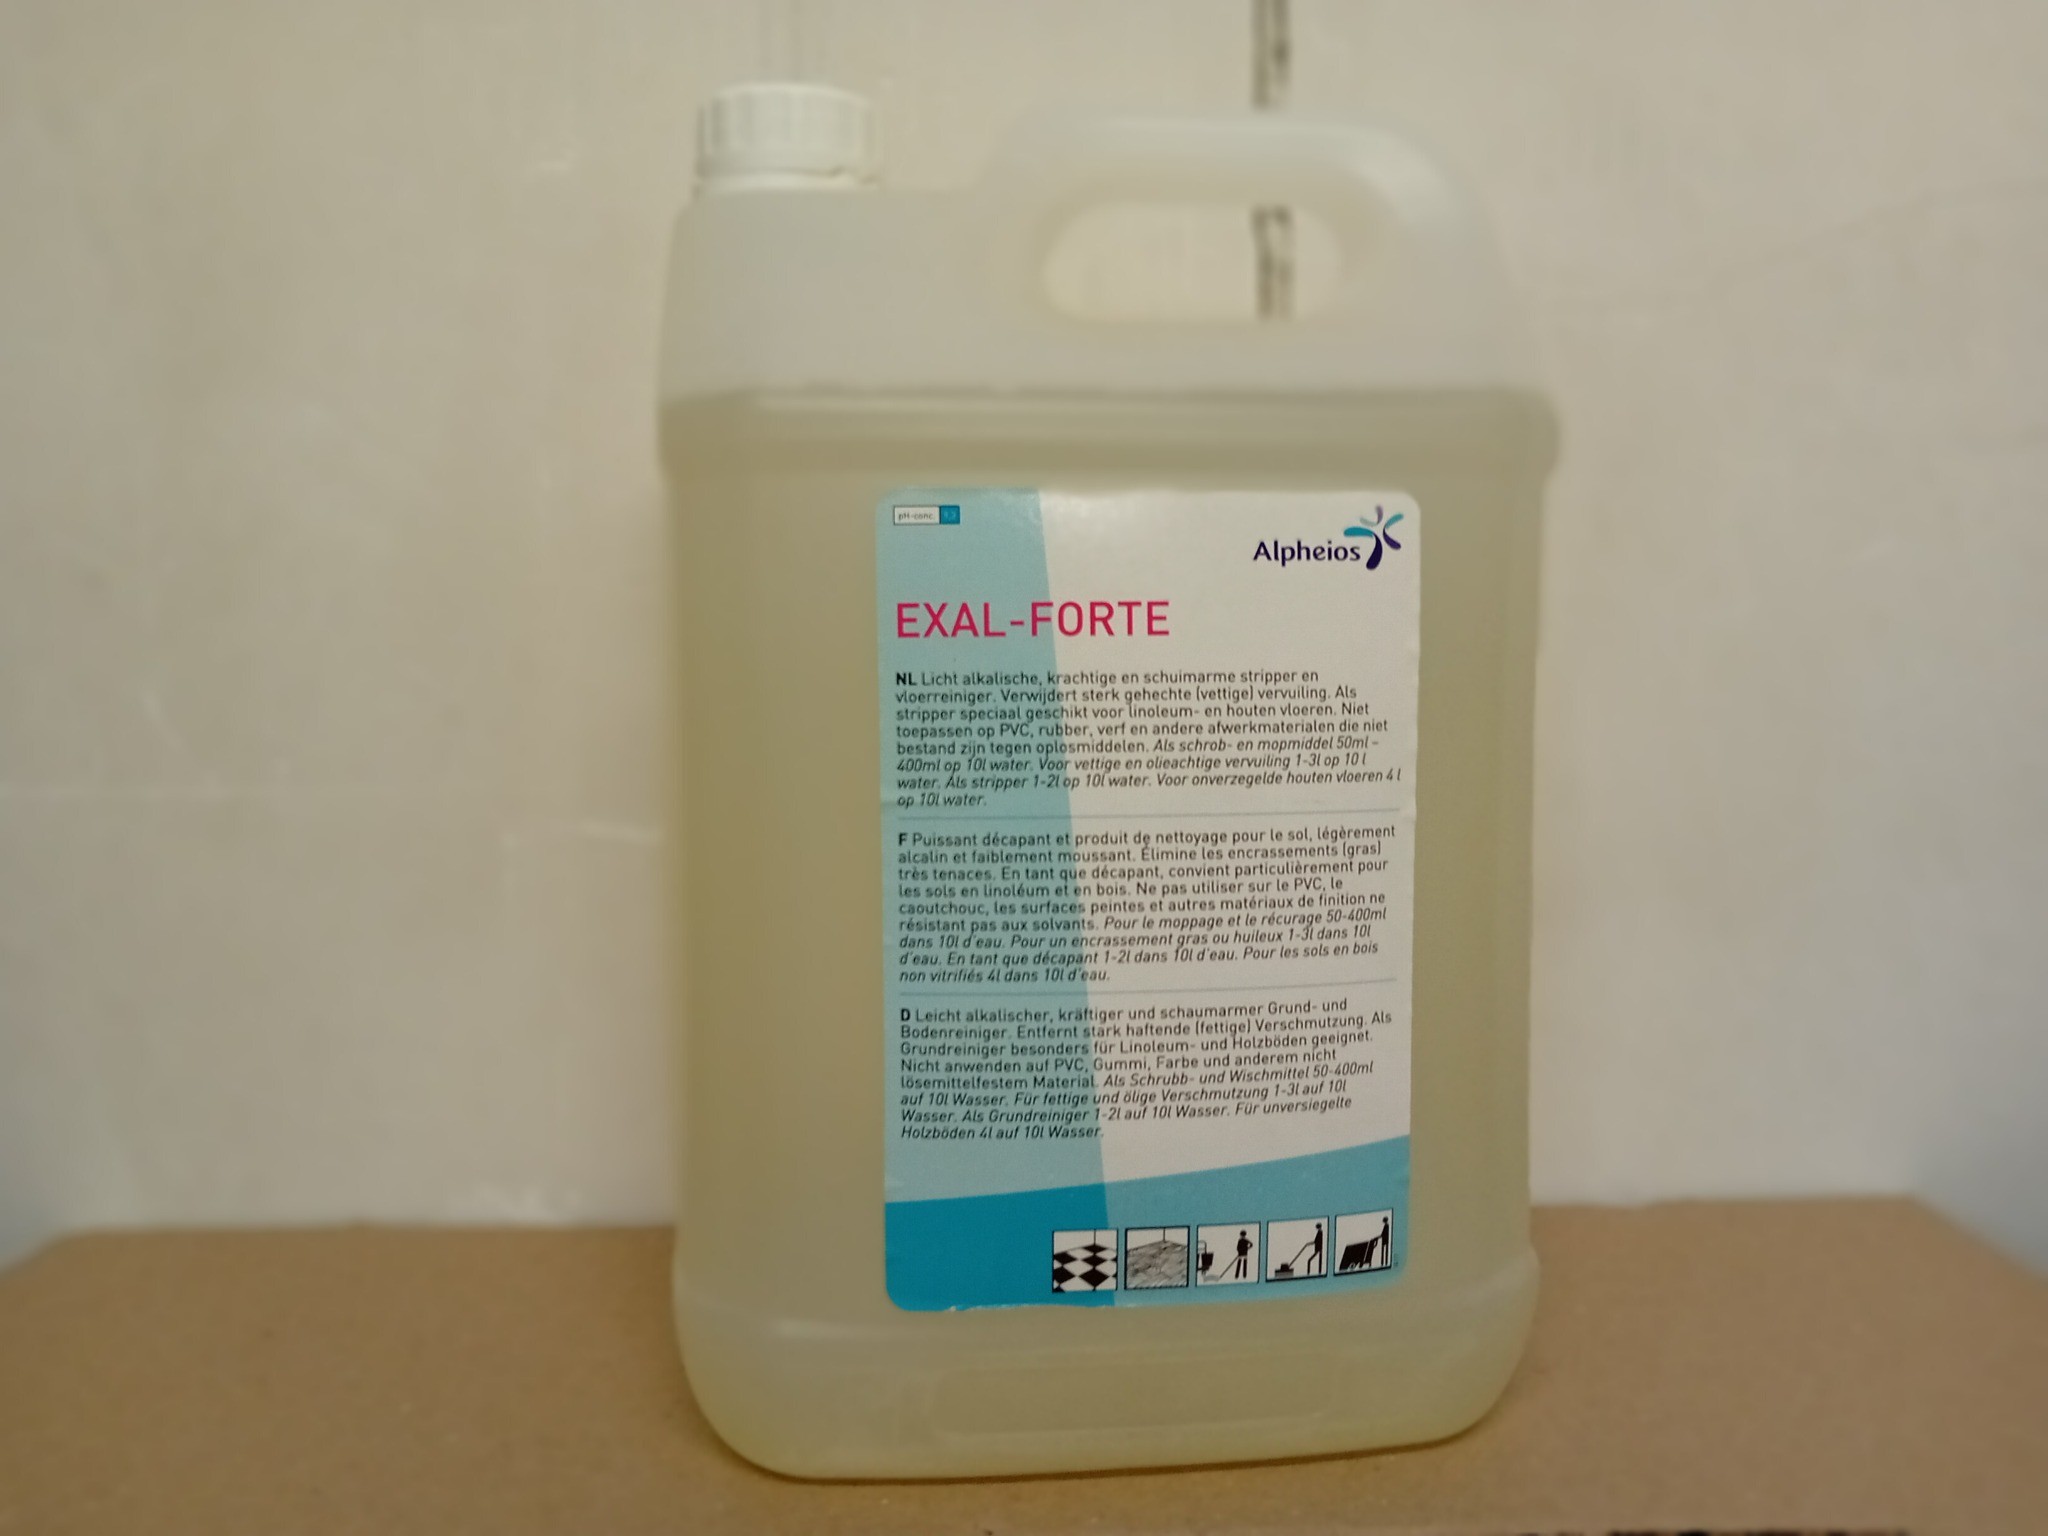 pH-conc.
Alpheios
EXAL-FORTE
NL Licht alkalische, krachtige en schuimarme stripper en
vloerreiniger. Verwijdert sterk gehechte (vettige) vervuiling. Als
stripper speciaal geschikt voor linoleum- en houten vloeren. Niet
toepassen op PVC, rubber, verf en andere afwerkmaterialen die niet
bestand zijn tegen oplosmiddelen. Als schrob- en mopmiddel 50ml -
400ml op 10l water. Voor vettige en olieachtige vervuiling 1-3l op 10 l
water. Als stripper 1-2l op 10l water. Voor onverzegelde houten vloeren 4 l
op 10l water.
F Puissant décapant et produit de nettoyage pour le sol, légèrement
alcalin et faiblement moussant. Élimine les encrassements (gras)
très tenaces. En tant que décapant, convient particulièrement pour
les sols en linoléum et en bois. Ne pas utiliser sur le PVC, le
caoutchouc, les surfaces peintes et autres matériaux de finition ne
résistant pas aux solvants. Pour le moppage et le récurage 50-400ml
dans 10l d'eau. Pour un encrassement gras ou huileux 1-3l dans 10l
d'eau. En tant que décapant 1-2l dans 10l d'eau. Pour les sols en bois
non vitrifiés 4l dans 10l d'eau.
D Leicht alkalischer, kräftiger und schaumarmer Grund- und
Bodenreiniger. Entfernt stark haftende (fettige) Verschmutzung. Als
Grundreiniger besonders für Linoleum- und Holzböden geeignet.
Nicht anwenden auf PVC, Gummi, Farbe und anderem nicht
lösemittelfestem Material. Als Schrubb- und Wischmittel 50-400ml
auf 10l Wasser. Für fettige und ölige Verschmutzung 1-3l auf 10l
Wasser. Als Grundreiniger 1-2l auf 10l Wasser. Für unversiegelte
Holzböden 4l auf 10l Wasser.